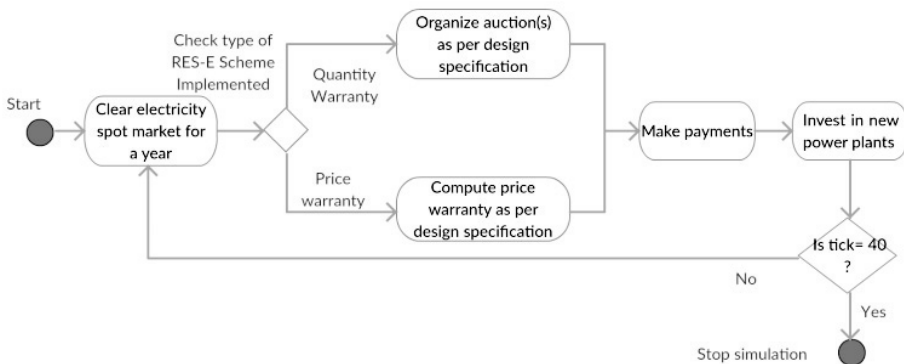 Start
Clear electricity
spot market for
a year
Check type of
RES-E Scheme
Implemented
Quantity
Warranty
Price
warranty
Organize auction(s)
as per design
specification
Compute price
warranty as per
design specification
Make payments
Invest in new
power plants
Is tick= 40
?
No
Yes
Stop simulation